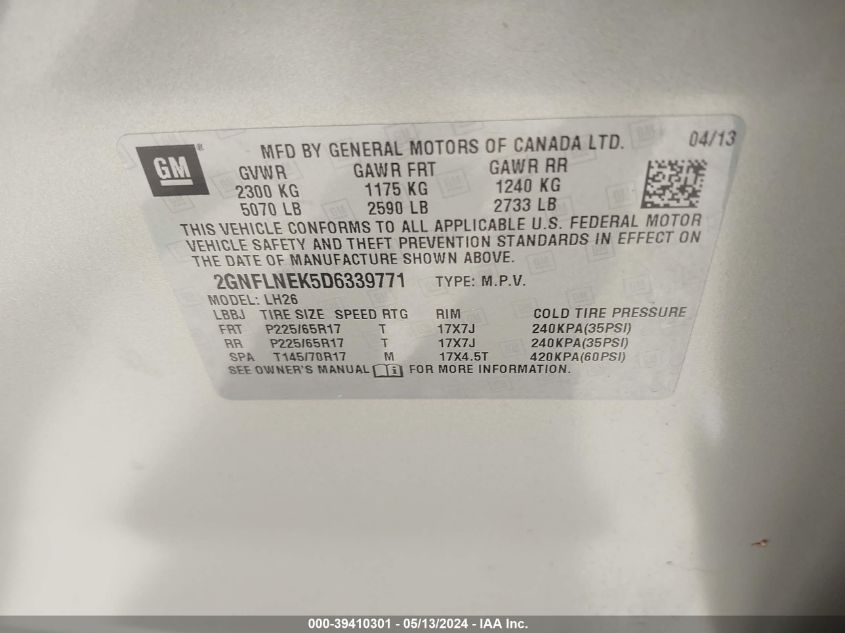 GM ® MFD BY GENERAL MOTORS OF CANADA LTD. 04/13
GVWR GAWR FRT GAWR RR
2300 KG 1175 KG 1240 KG
5070 LB 2590 LB 2733 LB
THIS VEHICLE CONFORMS TO ALL APPLICABLE U.S. FEDERAL MOTOR
VEHICLE SAFETY AND THEFT PREVENTION STANDARDS IN EFFECT ON
THE DATE OF MANUFACTURE SHOWN ABOVE.
2GNFLNEK5D6339771 TYPE: M.P.V.
MODEL: LH26
LBBJ TIRE SIZE SPEED RTG RIM COLD TIRE PRESSURE
FRT P225/65R17 T 17X7J 240KPA(35PSI)
RR P225/65R17 T 17X7J 240KPA(35PSI)
SPA T145/70R17 M 17X4.5T 420KPA(60PSI)
SEE OWNER'S MANUAL i FOR MORE INFORMATION.
000-39410301 - 05/13/2024 - IAA Inc.